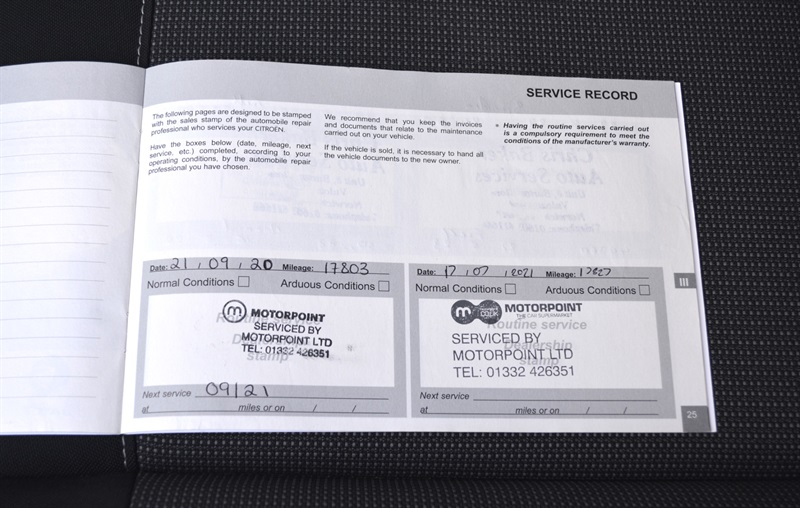 SERVICE RECORD
The following pages are designed to be stamped
with the sales stamp of the automobile repair
professional who services your CITROËN.
Have the boxes below (date, mileage, next
service, etc.) completed, according to your
operating conditions, by the automobile repair
professional you have chosen.
We recommend that you keep the invoices
and documents that relate to the maintenance
carried out on your vehicle.
If the vehicle is sold, it is necessary to hand all
the vehicle documents to the new owner.
Having the routine services carried out
is a compulsory requirement to meet the
conditions of the manufacturer's warranty.
Date: 21 / 09 / 20 Mileage: 17803
Normal Conditions Arduous Conditions
m MOTORPOINT
SERVICED BY
MOTORPOINT LTD
TEL: 01332 426351
stamp
Next service 09/21
at miles or on / /
Date: 17 / 07 / 2021 Mileage:
Normal Conditions Arduous Conditions
m MOTORPOINT
THE CAR SUPERMARKET
Routine service
SERVICED BY
Dealership
MOTORPOINT LTD
stamp
TEL: 01332 426351
Next service
at miles or on / /
III
25